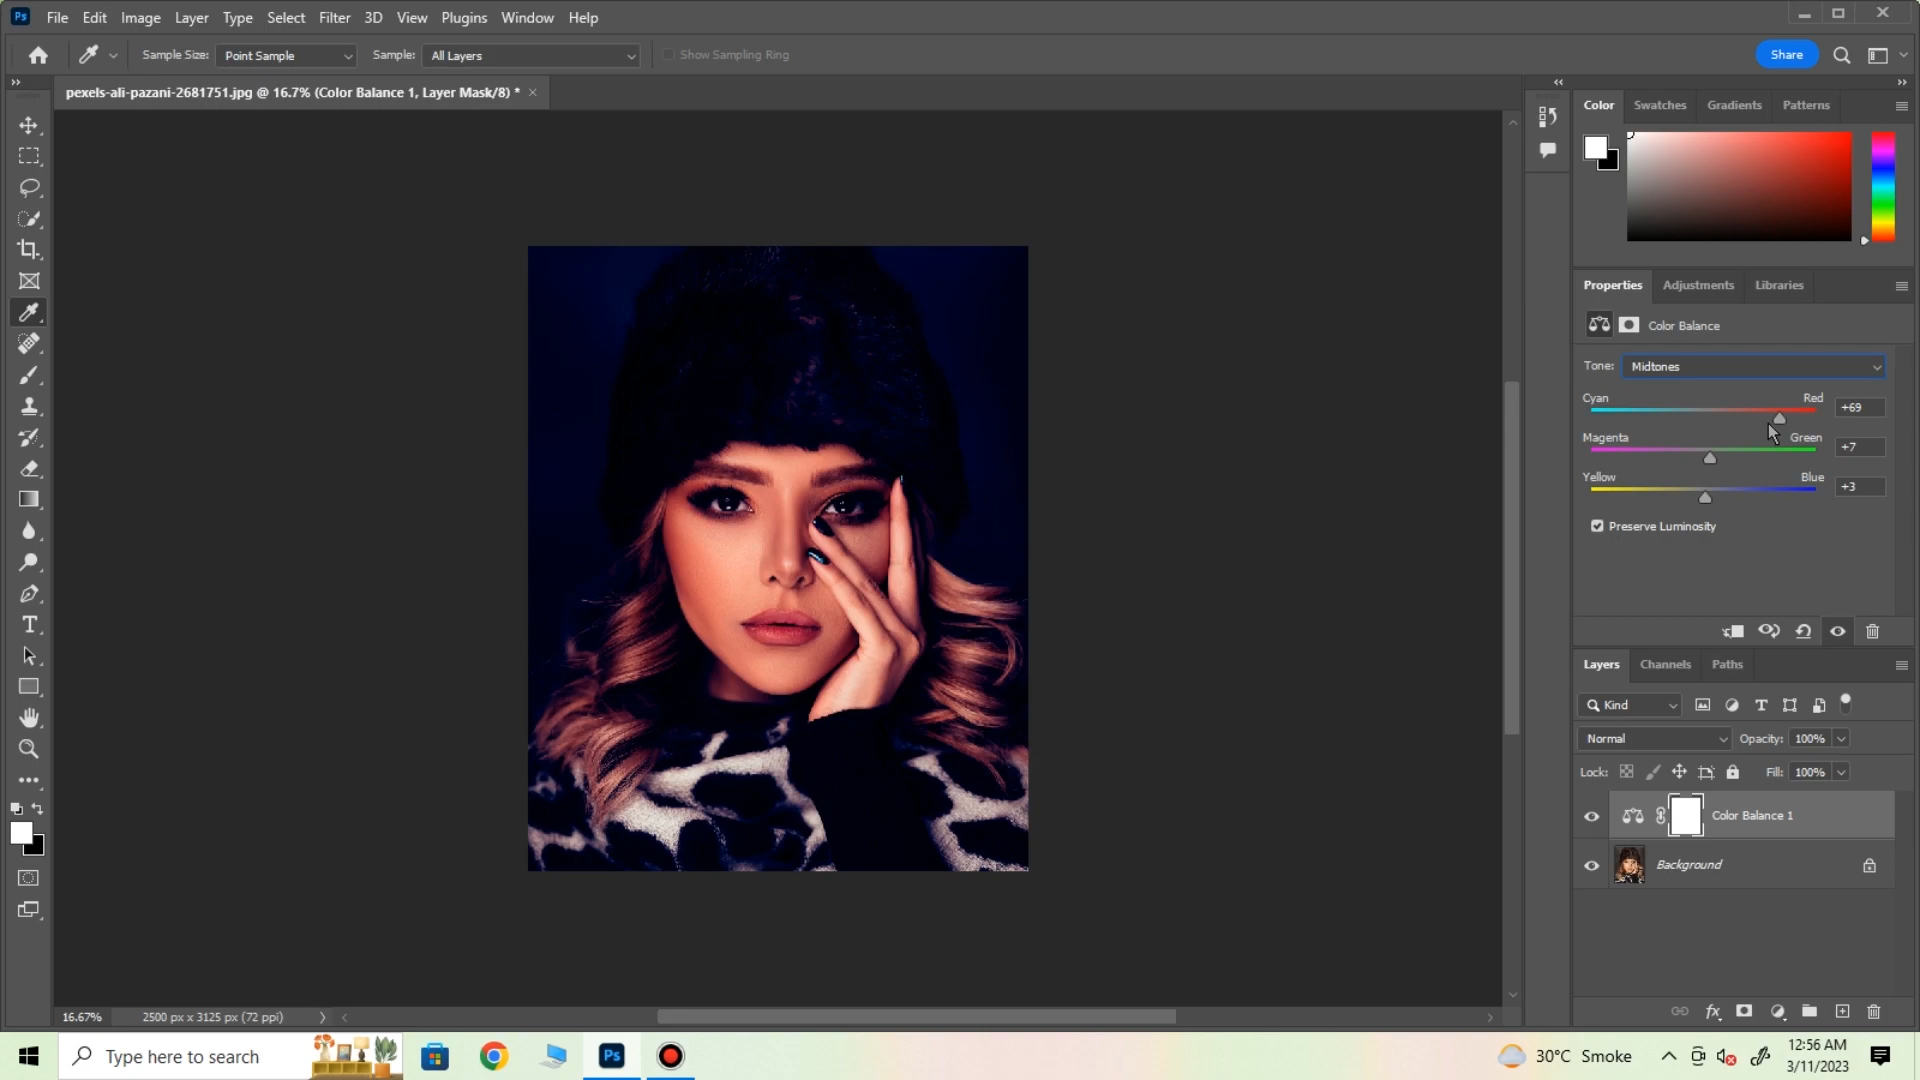 Ps File Edit Image Layer Type Select Filter 3D View Plugins Window Help
Sample Size: Point Sample Sample: All Layers Show Sampling Ring Share
pexels-ali-pazani-2681751.jpg @ 16.7% (Color Balance 1, Layer Mask/8) * ×
Color Swatches Gradients Patterns
Properties Adjustments Libraries
Color Balance
Tone: Midtones
Cyan Red +69
Magenta Green +7
Yellow Blue +3
Preserve Luminosity
Layers Channels Paths
Kind
Normal Opacity: 100%
Lock: Fill: 100%
Color Balance 1
Background
fx
16.67% 2500 px x 3125 px (72 ppi)
Type here to search Ps 30°C Smoke 12:56 AM
3/11/2023